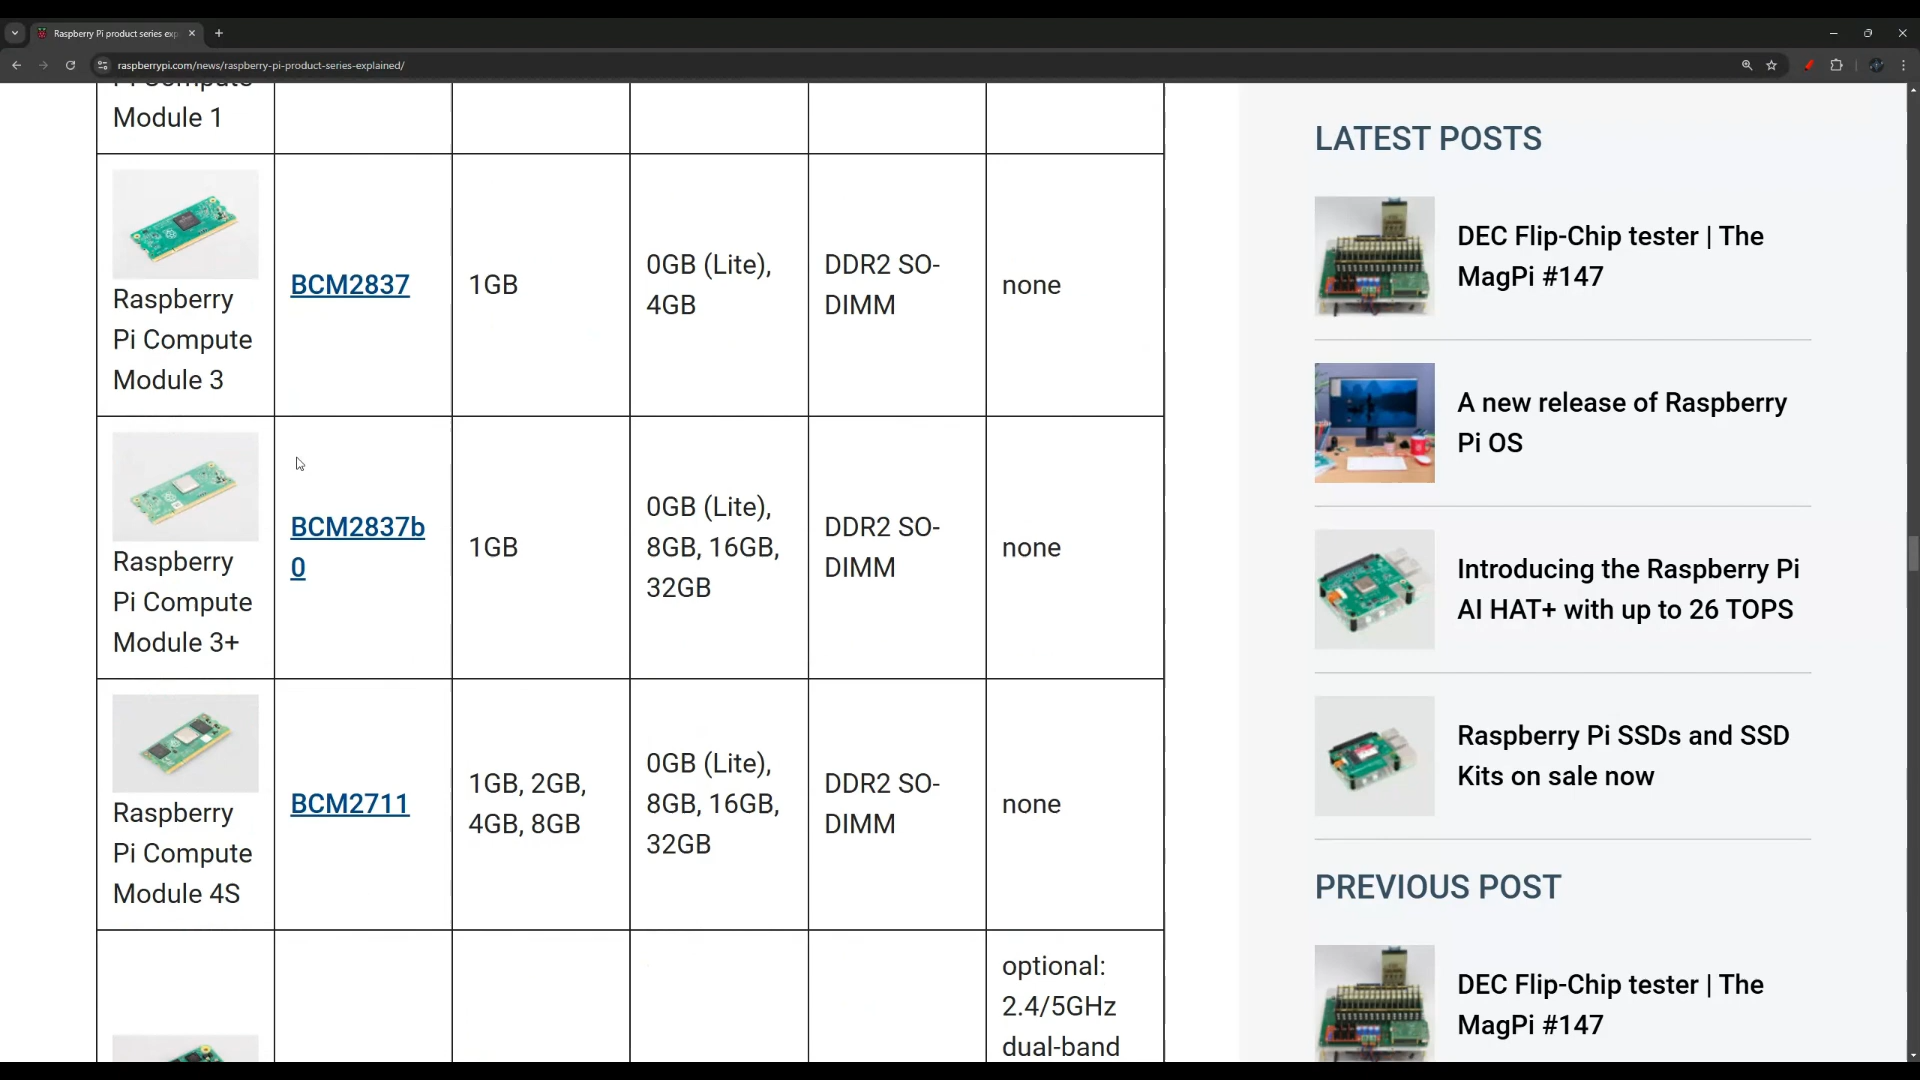 Raspberry Pi product series exp
raspberrypi.com/news/raspberry-pi-product-series-explained/
Pi Compute
Module 1
Raspberry
Pi Compute
Module 3
BCM2837
1GB
0GB (Lite),
4GB
DDR2 SO-
DIMM
none
Raspberry
Pi Compute
Module 3+
BCM2837b
0
1GB
0GB (Lite),
8GB, 16GB,
32GB
DDR2 SO-
DIMM
none
Raspberry
Pi Compute
Module 4S
BCM2711
1GB, 2GB,
4GB, 8GB
0GB (Lite),
8GB, 16GB,
32GB
DDR2 SO-
DIMM
none
optional:
2.4/5GHz
dual-band
LATEST POSTS
DEC Flip-Chip tester | The
MagPi #147
A new release of Raspberry
Pi OS
Introducing the Raspberry Pi
AI HAT+ with up to 26 TOPS
Raspberry Pi SSDs and SSD
Kits on sale now
PREVIOUS POST
DEC Flip-Chip tester | The
MagPi #147